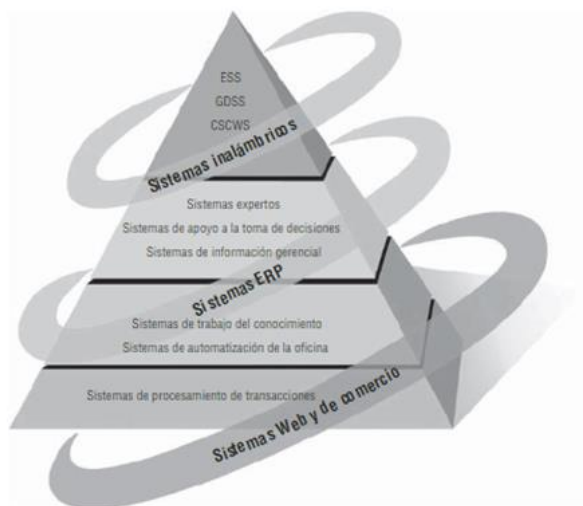 ESS
GDSS
CSCWS
Sistemas inalámbricos
Sistemas expertos
Sistemas de apoyo a la toma de decisiones
Sistemas de información gerencial
Sistemas ERP
Sistemas de trabajo del conocimiento
Sistemas de automatización de la oficina
Sistemas de procesamiento de transacciones
Sistemas Web y de comercio